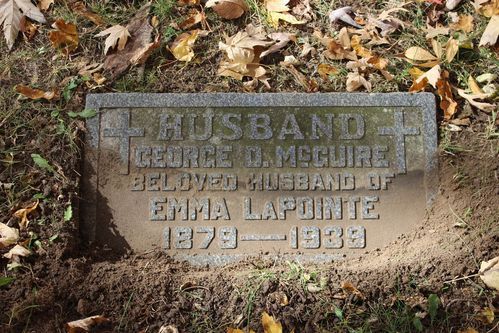 HUSBAND
GEORGE D. McGUIRE
BELOVED HUSBAND OF
EMMA LAPOINTE
1879 — 1939